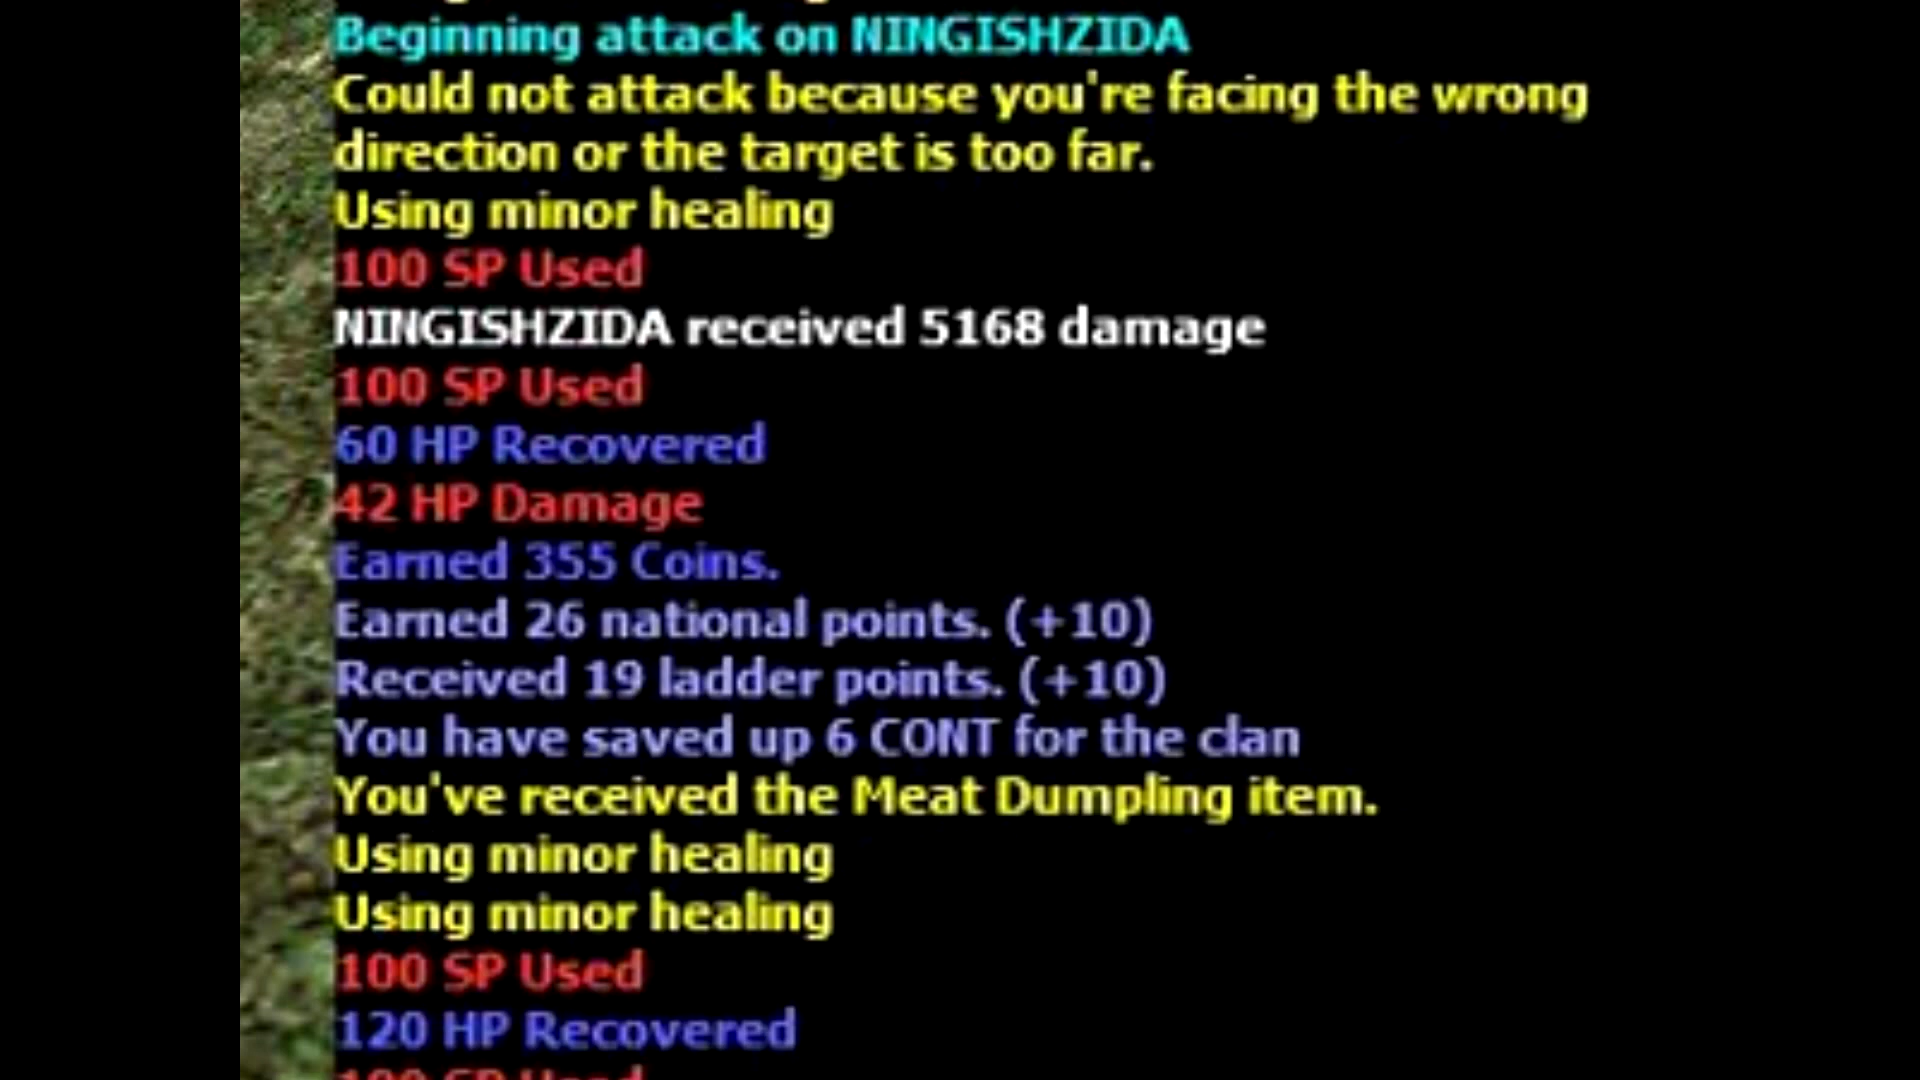 Beginning attack on NINGISHZIDA
Could not attack because you're facing the wrong
direction or the target is too far.
Using minor healing
100 SP Used
NINGISHZIDA received 5168 damage
100 SP Used
60 HP Recovered
42 HP Damage
Earned 355 Coins.
Earned 26 national points. (+10)
Received 19 ladder points. (+10)
You have saved up 6 CONT for the clan
You've received the Meat Dumpling item.
Using minor healing
Using minor healing
100 SP Used
120 HP Recovered
100 SP Used